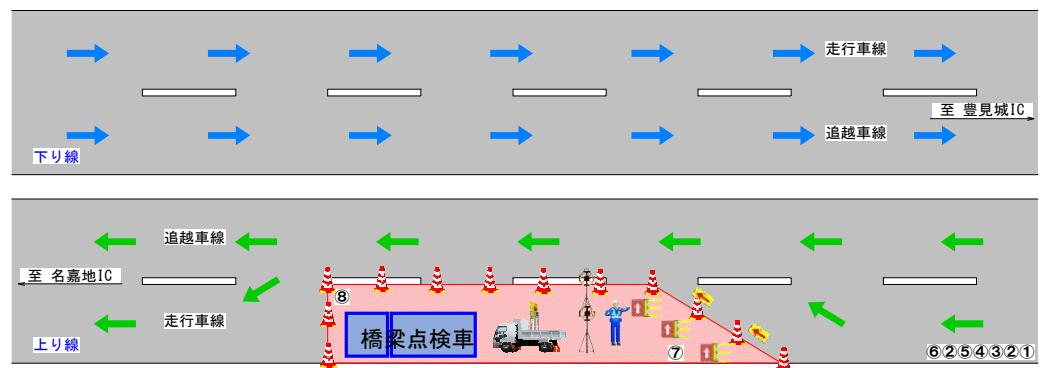 走行車線
至 豊見城IC
追越車線
下り線
追越車線
至 名嘉地IC
⑧
走行車線
橋梁点検車
⑦
上り線
⑥②⑤④③②①